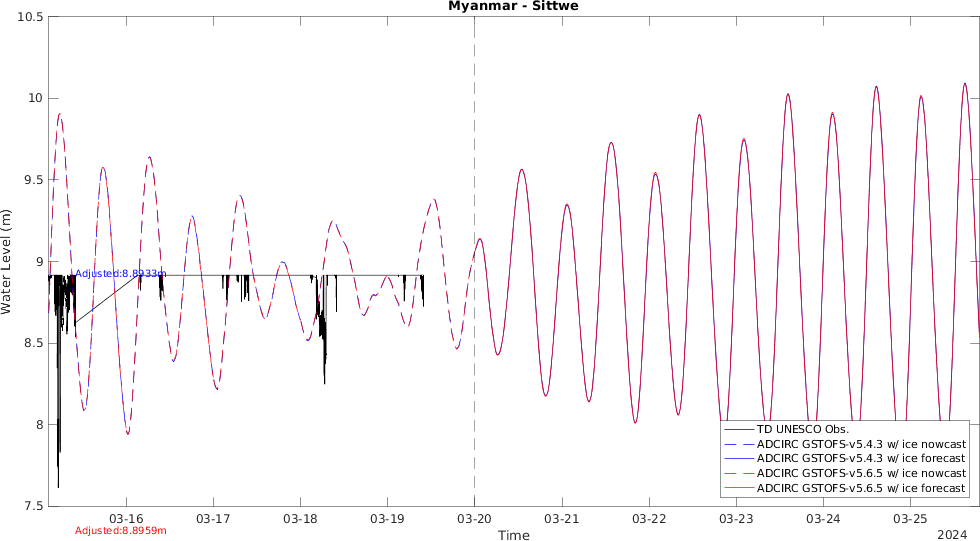 Myanmar - Sittwe
10.5
10
9.5
9
8.5
8
7.5
Water Level (m)
Adjusted:8.8933m
Adjusted:8.8959m
TD UNESCO Obs.
ADCIRC GSTOFS-v5.4.3 w/ ice nowcast
ADCIRC GSTOFS-v5.4.3 w/ ice forecast
ADCIRC GSTOFS-v5.6.5 w/ ice nowcast
ADCIRC GSTOFS-v5.6.5 w/ ice forecast
03-16 03-17 03-18 03-19 03-20 03-21 03-22 03-23 03-24 03-25
Time
2024